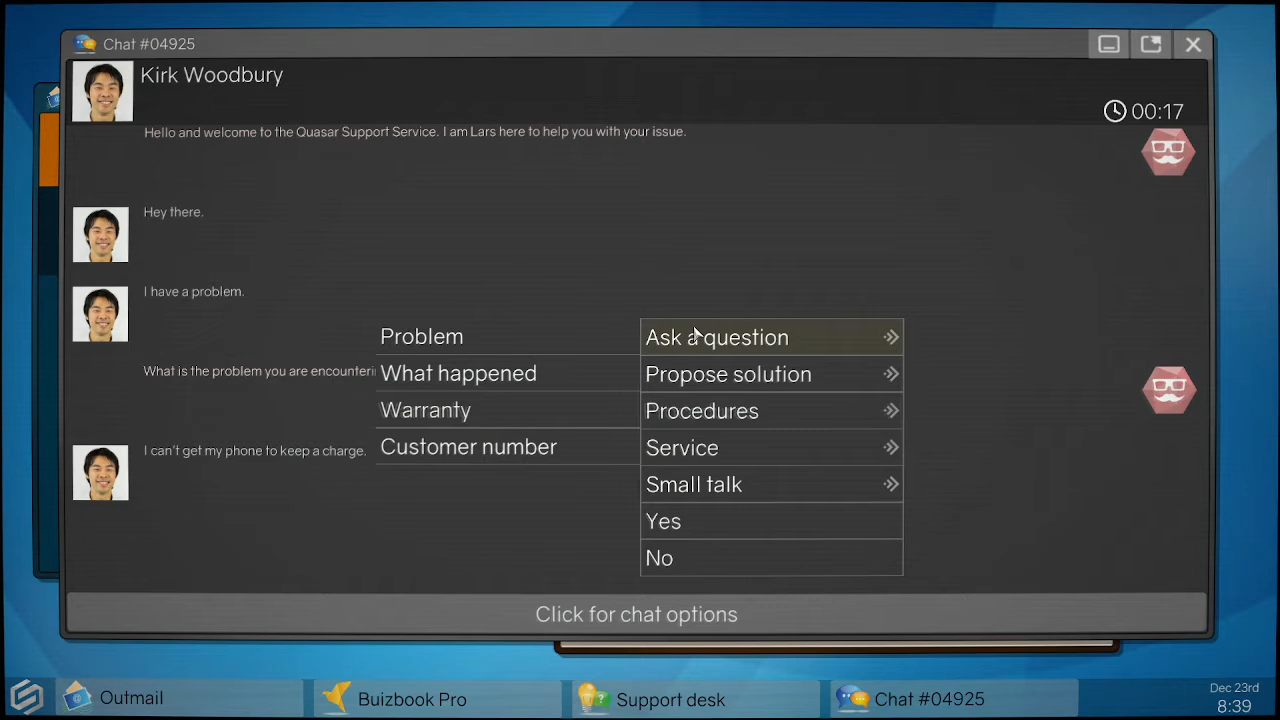 Chat #04925
Kirk Woodbury
00:17
Hello and welcome to the Quasar Support Service. I am Lars here to help you with your issue.
Hey there.
I have a problem.
What is the problem you are encounteri
I can't get my phone to keep a charge.
Problem
What happened
Warranty
Customer number
Ask a question
Propose solution
Procedures
Service
Small talk
Yes
No
Click for chat options
Outmail
Buizbook Pro
Support desk
Chat #04925
Dec 23rd
8:39